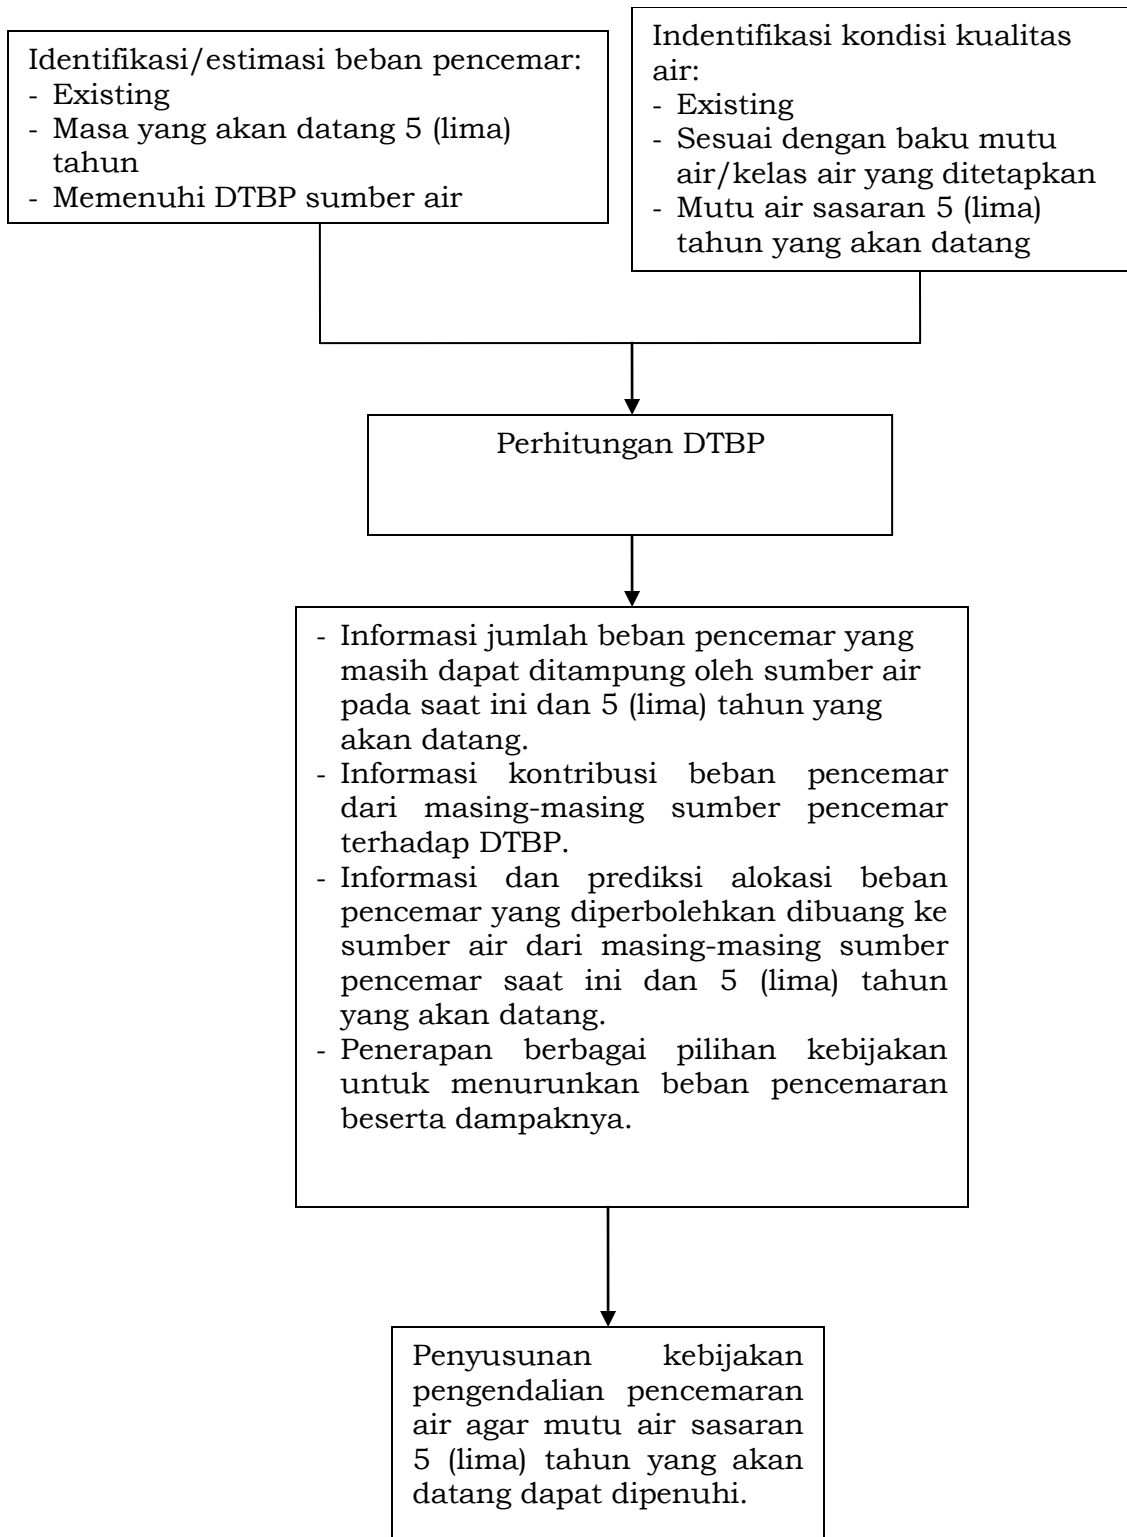 Identifikasi/estimasi beban pencemar:
- Existing
- Masa yang akan datang 5 (lima)
tahun
- Memenuhi DTBP sumber air
Indentifikasi kondisi kualitas
air:
- Existing
- Sesuai dengan baku mutu
air/kelas air yang ditetapkan
- Mutu air sasaran 5 (lima)
tahun yang akan datang
Perhitungan DTBP
- Informasi jumlah beban pencemar yang
masih dapat ditampung oleh sumber air
pada saat ini dan 5 (lima) tahun yang
akan datang.
- Informasi kontribusi beban pencemar
dari masing-masing sumber pencemar
terhadap DTBP.
- Informasi dan prediksi alokasi beban
pencemar yang diperbolehkan dibuang ke
sumber air dari masing-masing sumber
pencemar saat ini dan 5 (lima) tahun
yang akan datang.
- Penerapan berbagai pilihan kebijakan
untuk menurunkan beban pencemaran
beserta dampaknya.
Penyusunan kebijakan
pengendalian pencemaran
air agar mutu air sasaran
5 (lima) tahun yang akan
datang dapat dipenuhi.